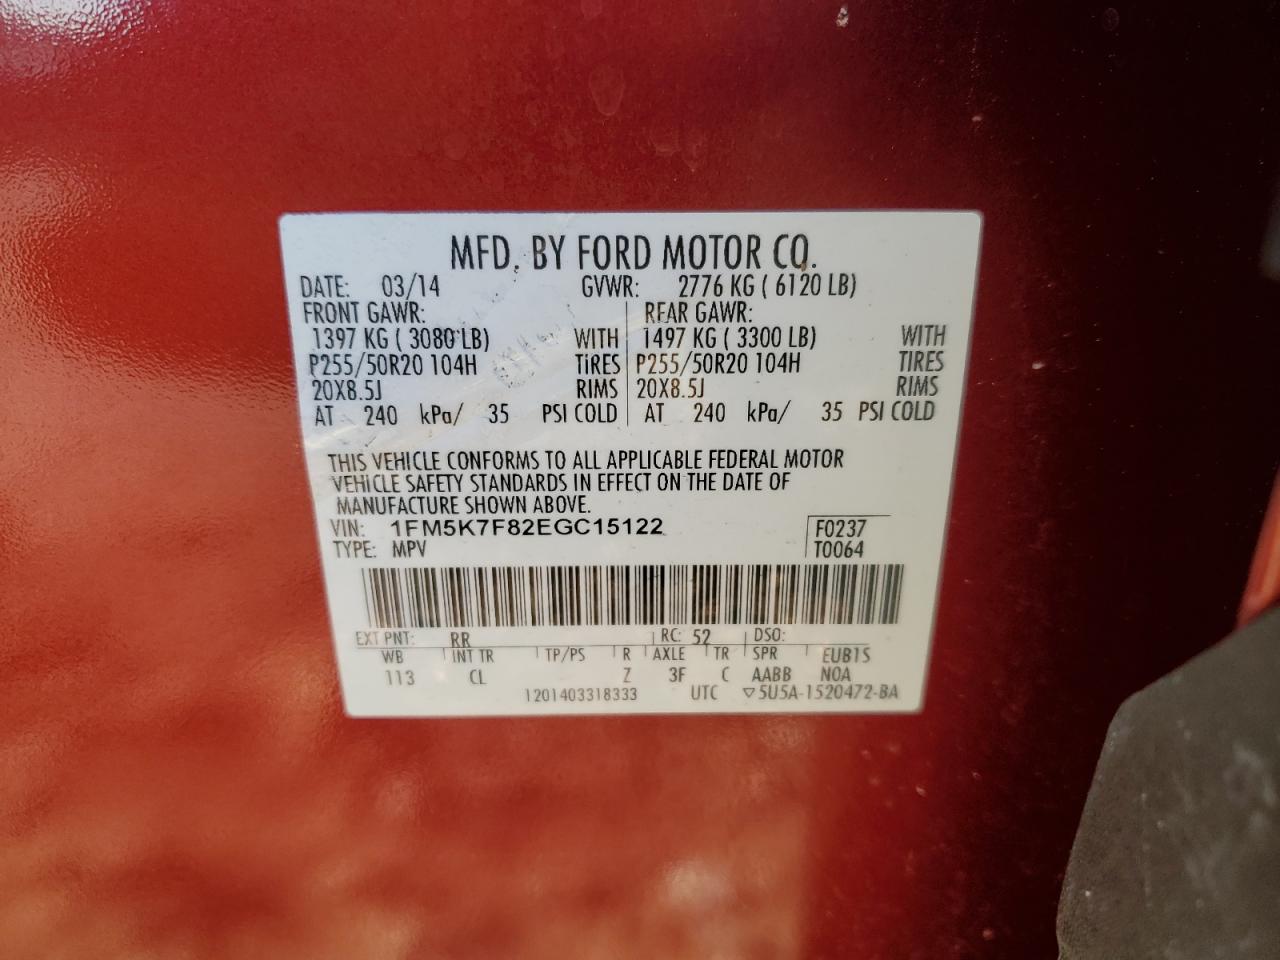 MFD. BY FORD MOTOR CO.
DATE: 03/14 GVWR: 2776 KG ( 6120 LB)
FRONT GAWR: REAR GAWR:
1397 KG ( 3080 LB) WITH 1497 KG ( 3300 LB) WITH
P255/50R20 104H TIRES P255/50R20 104H TIRES
20X8.5J RIMS 20X8.5J RIMS
AT 240 kPa/ 35 PSI COLD AT 240 kPa/ 35 PSI COLD
THIS VEHICLE CONFORMS TO ALL APPLICABLE FEDERAL MOTOR
VEHICLE SAFETY STANDARDS IN EFFECT ON THE DATE OF
MANUFACTURE SHOWN ABOVE.
VIN: 1FM5K7F82EGC15122 F0237
TYPE: MPV T0064
EXT PNT: RR RC: 52 DSO:
WB INT TR TP/PS R AXLE TR SPR EUB1S
113 CL Z 3F C AABB NOA
1201403318333 UTC ▽5U5A-1520472-BA